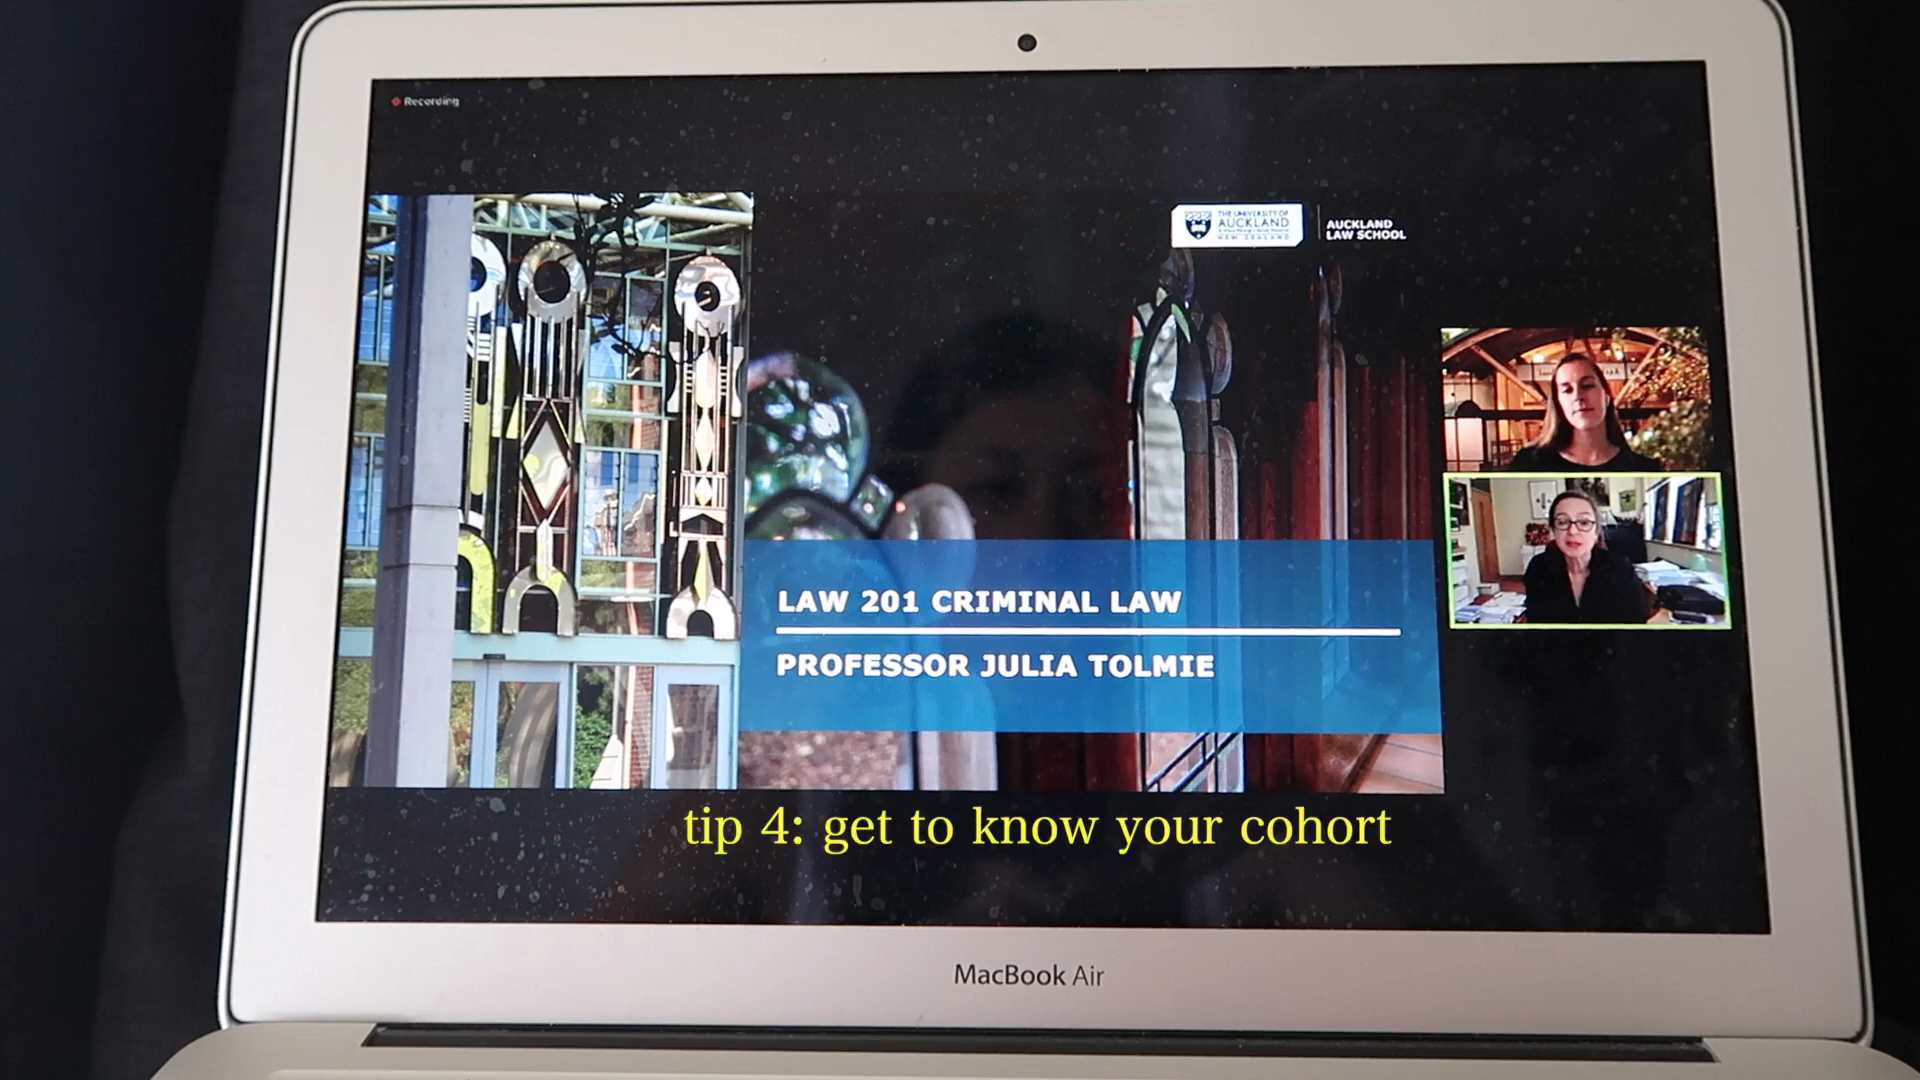 Recording
THE UNIVERSITY OF
AUCKLAND
NEW ZEALAND
AUCKLAND
LAW SCHOOL
LAW 201 CRIMINAL LAW
PROFESSOR JULIA TOLMIE
tip 4: get to know your cohort
MacBook Air